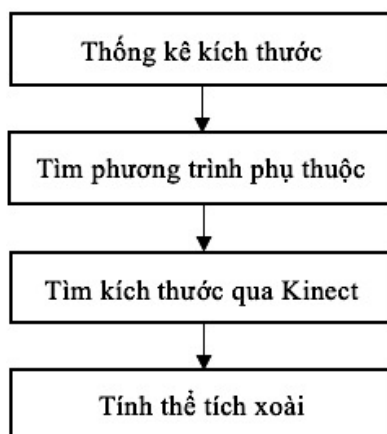 Thống kê kích thước
Tìm phương trình phụ thuộc
Tìm kích thước qua Kinect
Tính thể tích xoài